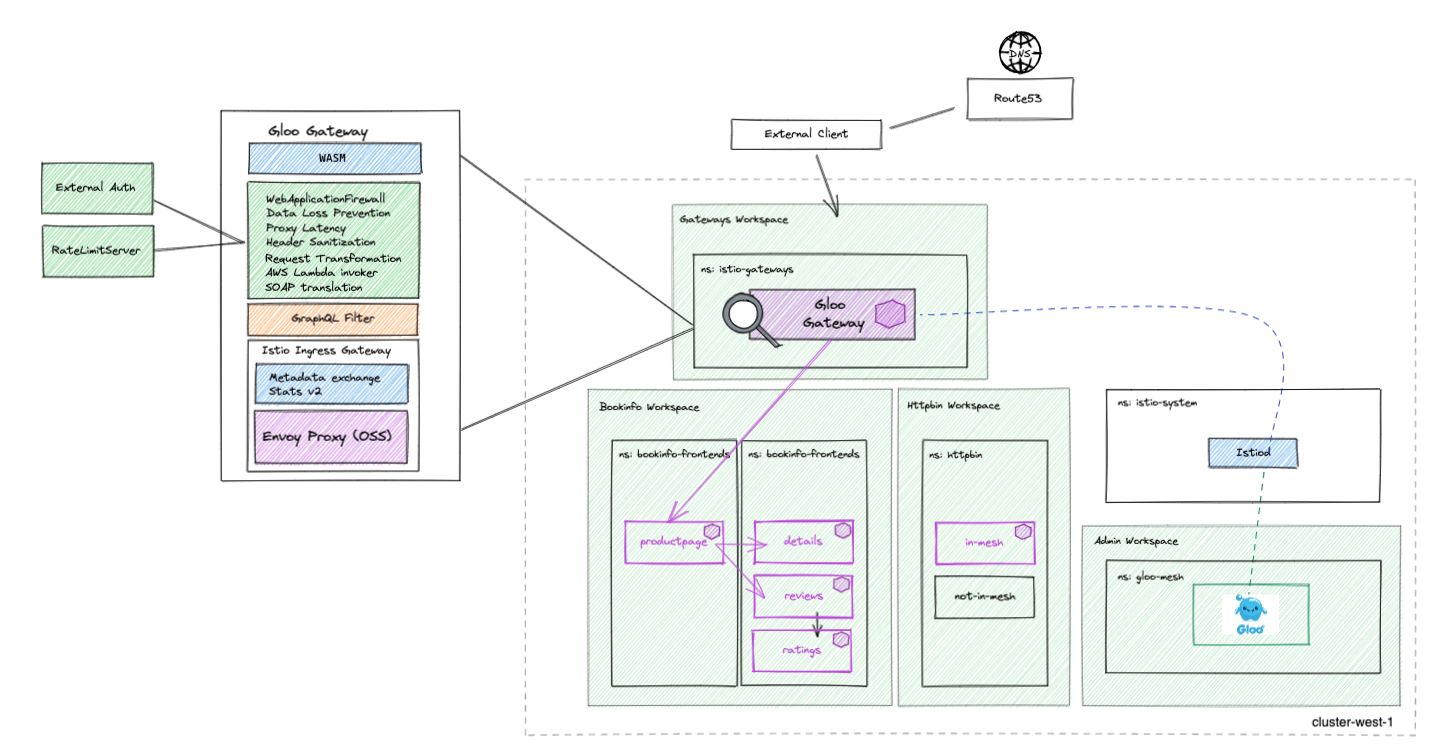 DNS
Route53
External Client
Gloo Gateway
WASM
External Auth
RateLimitServer
WebApplicationFirewall
Data Loss Prevention
Proxy Latency
Header Sanitization
Request Transformation
AWS Lambda invoker
SOAP translation
GraphQL Filter
Istio Ingress Gateway
Metadata exchange
Stats v2
Envoy Proxy (OSS)
Gateways Workspace
ns: istio-gateways
Gloo
Gateway
Bookinfo Workspace
ns: bookinfo-frontends
ns: bookinfo-frontends
productpage
details
reviews
ratings
Httpbin Workspace
ns: httpbin
in-mesh
not-in-mesh
ns: istio-system
Istiod
Admin Workspace
ns: gloo-mesh
Gloo
cluster-west-1